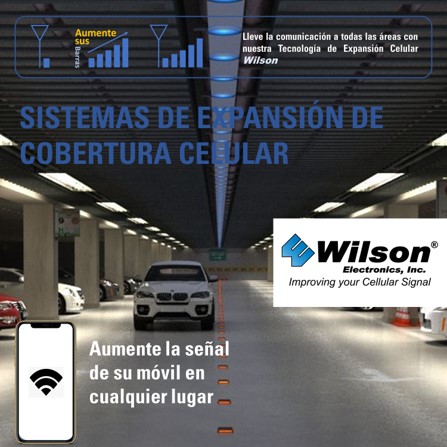 Aumente
sus
Barras
Lleve la comunicación a todas las áreas con
nuestra Tecnología de Expansión Celular
Wilson
SISTEMAS DE EXPANSIÓN DE
COBERTURA CELULAR
Wilson®
Electronics, Inc.
Improving your Cellular Signal
Aumente la señal
de su móvil en
cualquier lugar